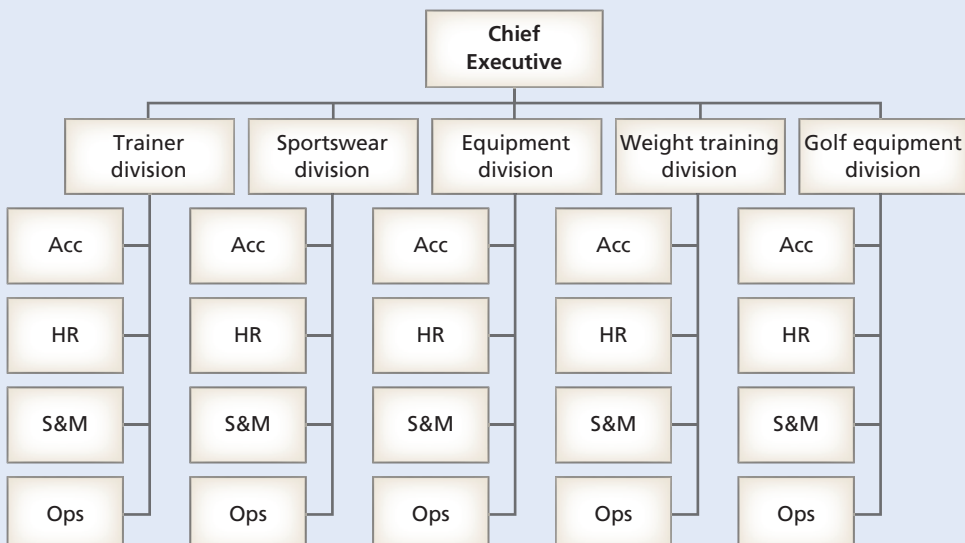 Chief
Executive
Trainer
division
Sportswear
division
Equipment
division
Weight training
division
Golf equipment
division
Acc
Acc
Acc
Acc
Acc
HR
HR
HR
HR
HR
S&M
S&M
S&M
S&M
S&M
Ops
Ops
Ops
Ops
Ops